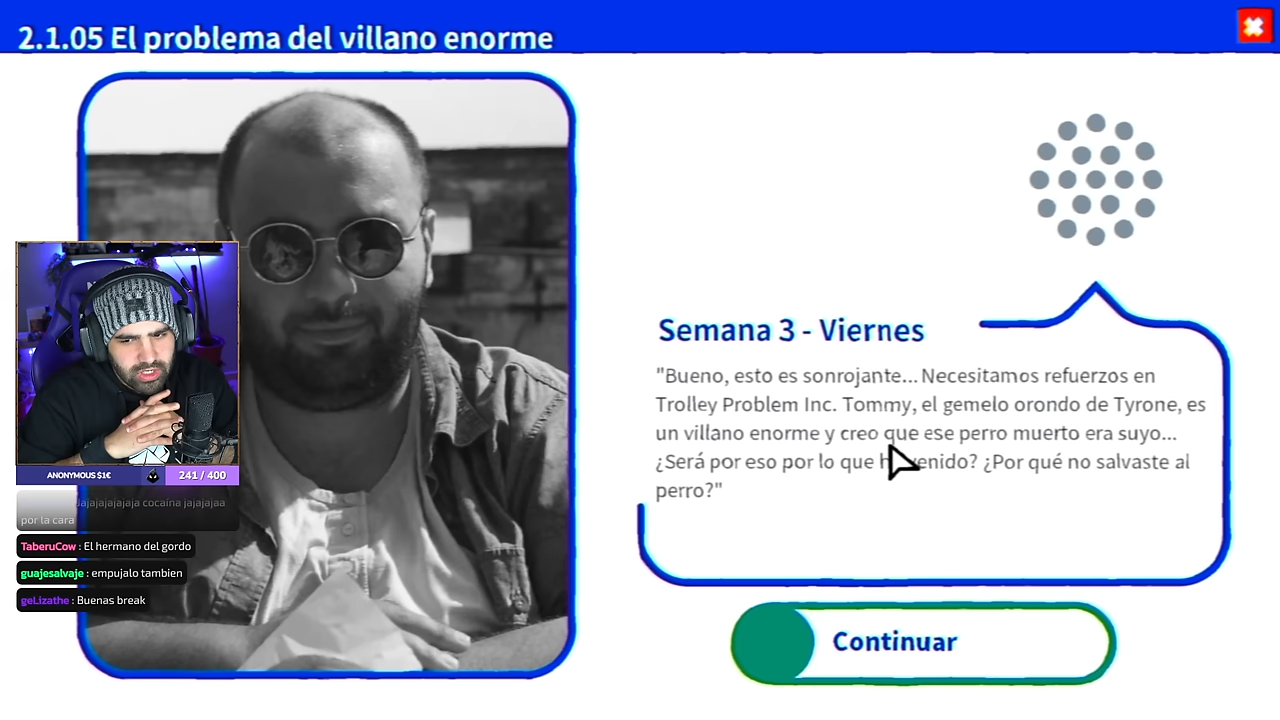 2.1.05 El problema del villano enorme
Semana 3 - Viernes
"Bueno, esto es sonrojante... Necesitamos refuerzos en
Trolley Problem Inc. Tommy, el gemelo orondo de Tyrone, es
un villano enorme y creo que ese perro muerto era suyo...
¿Será por eso por lo que venido? ¿Por qué no salvaste al
perro?"
Continuar
ANONYMOUS $1€
241 / 400
Jajajajajajaja cocaina jajajajaa
por la cara
TaberuCow : El hermano del gordo
guajesalvaje : empujalo tambien
geLizathe : Buenas break